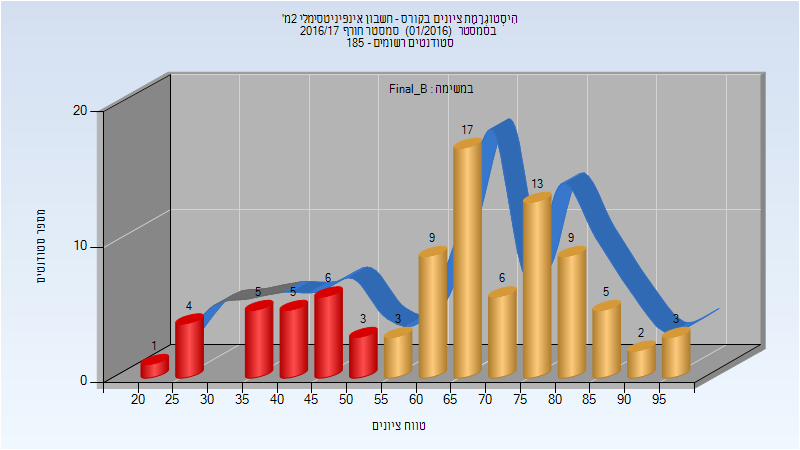 היסטוגרמת ציונים בקורס - חשבון אינפיניטסימלי 2מ'
בסמסטר (01/2016) סמסטר חורף 2016/17
סטודנטים רשומים - 185
במשימה : Final_B
מספר סטודנטים
20
10
0
1
4
5
5
6
3
3
9
17
6
13
9
5
2
3
20 25 30 35 40 45 50 55 60 65 70 75 80 85 90 95
טווח ציונים